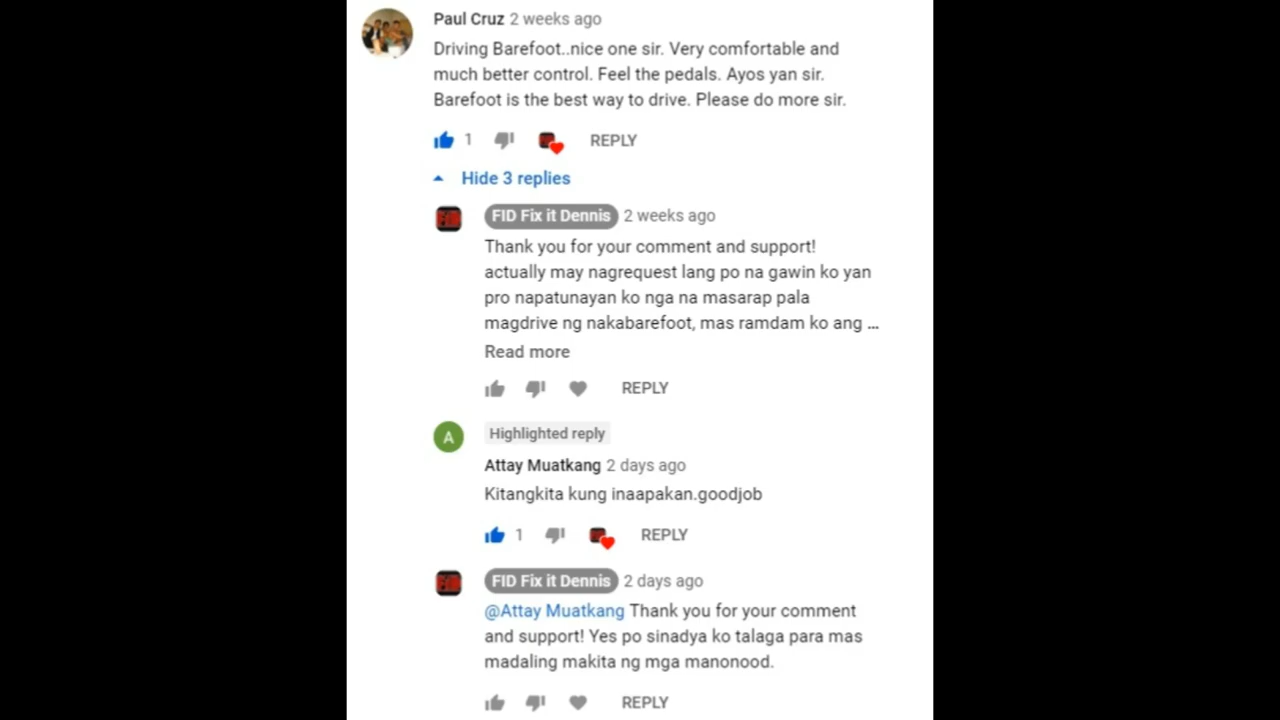 Paul Cruz 2 weeks ago
Driving Barefoot..nice one sir. Very comfortable and
much better control. Feel the pedals. Ayos yan sir.
Barefoot is the best way to drive. Please do more sir.
1 REPLY
Hide 3 replies
FID Fix it Dennis 2 weeks ago
Thank you for your comment and support!
actually may nagrequest lang po na gawin ko yan
pro napatunayan ko nga na masarap pala
magdrive ng nakabarefoot, mas ramdam ko ang ...
Read more
REPLY
A
Highlighted reply
Attay Muatkang 2 days ago
Kitangkita kung inaapakan.goodjob
1 REPLY
FID Fix it Dennis 2 days ago
@Attay Muatkang Thank you for your comment
and support! Yes po sinadya ko talaga para mas
madaling makita ng mga manonood.
REPLY